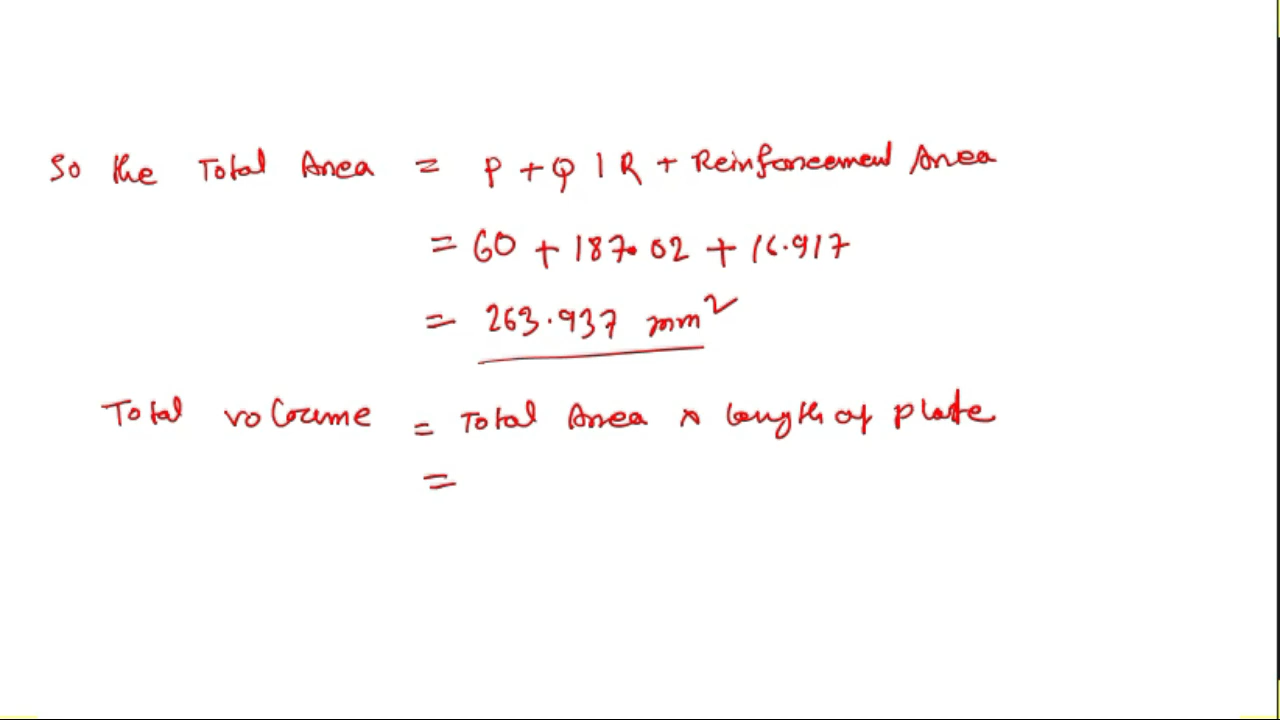 So the Total Area = P + Q | R + Reinforcement Area
= 60 + 187.02 + 16.917
= 263.937 mm²
Total volume = Total Area × length of plate
=